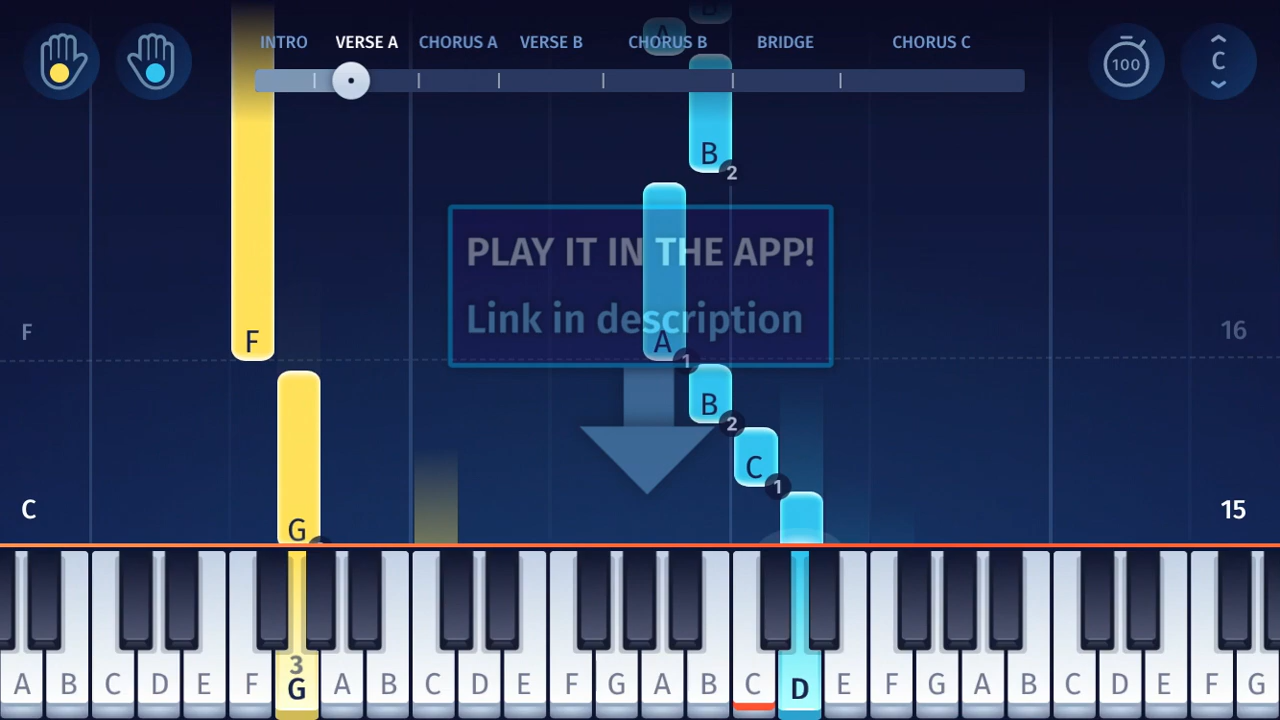 INTRO VERSE A CHORUS A VERSE B CHORUS B BRIDGE CHORUS C
100
C
B
A
B
2
PLAY IT IN THE APP!
Link in description
F
F
A
16
1
B
2
C
1
C
G
15
3
A B C D E F G A B C D E F G A B C D E F G A B C D E F G